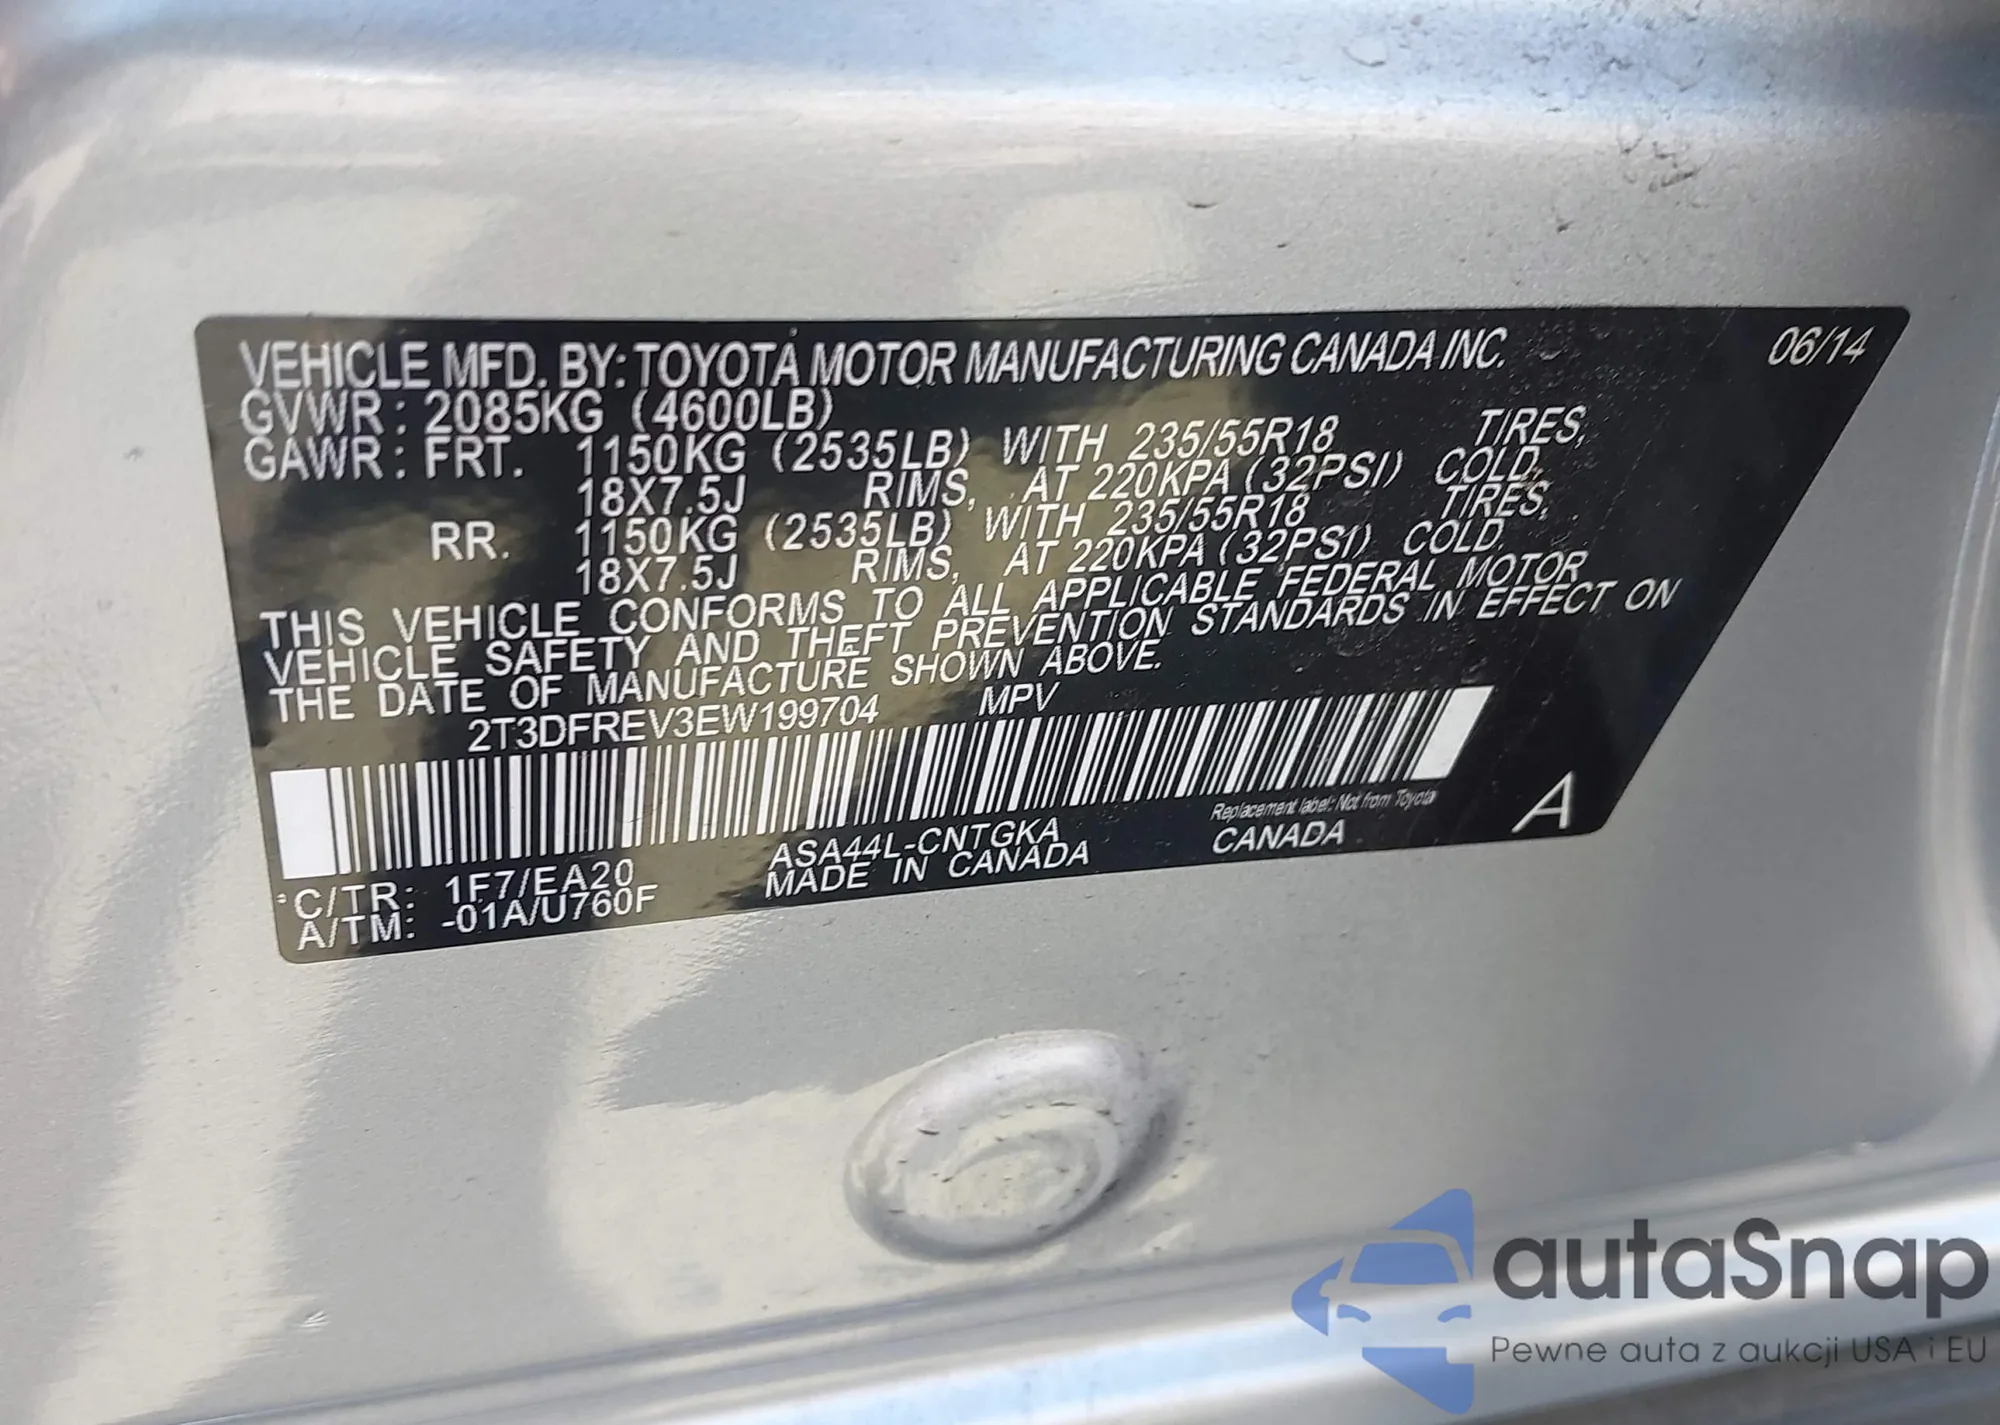 VEHICLE MFD. BY: TOYOTA MOTOR MANUFACTURING CANADA INC. 06/14
GVWR: 2085KG (4600LB)
GAWR: FRT. 1150KG (2535LB) WITH 235/55R18 TIRES,
18X7.5J RIMS, AT 220KPA (32PSI) COLD.
RR. 1150KG (2535LB) WITH 235/55R18 TIRES,
18X7.5J RIMS, AT 220KPA (32PSI) COLD.
THIS VEHICLE CONFORMS TO ALL APPLICABLE FEDERAL MOTOR
VEHICLE SAFETY AND THEFT PREVENTION STANDARDS IN EFFECT ON
THE DATE OF MANUFACTURE SHOWN ABOVE.
2T3DFREV3EW199704 MPV
Replacement label: Not from Toyota
C/TR: 1F7/EA20 ASA44L-CNTGKA CANADA A
A/TM: -01A/U760F MADE IN CANADA
autaSnap
Pewne auta z aukcji USA i EU